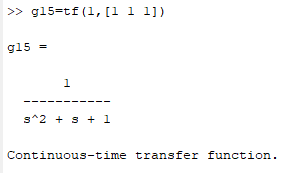 >> g15=tf(1,[1 1 1])
g15 =
1
-----------
s^2 + s + 1
Continuous-time transfer function.